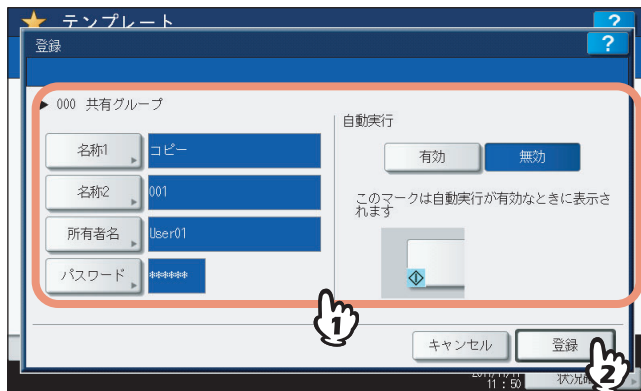 テンプレート
?
登録
?
000 共有グループ
名称1
コピー
名称2
001
所有者名
User01
パスワード
******
自動実行
有効
無効
このマークは自動実行が有効なときに表示さ
れます
1
キャンセル
登録
2
11:50